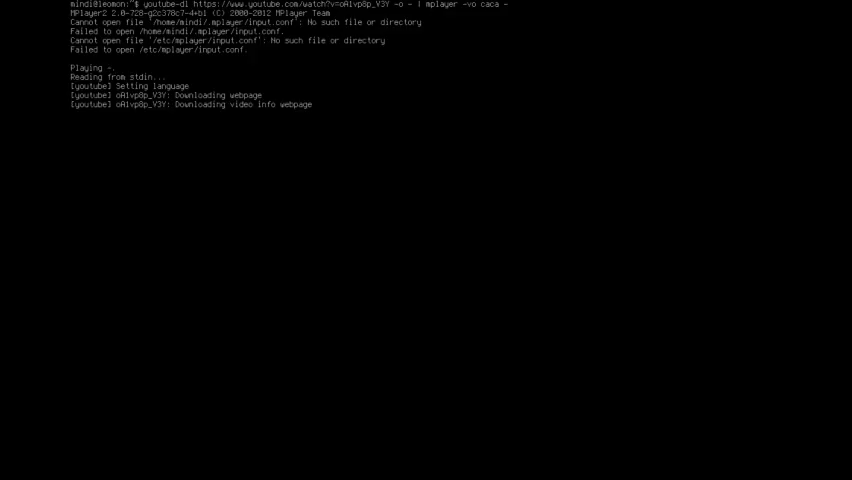 mindi@leomon:~$ youtube-dl https://www.youtube.com/watch?v=oA1vp8p_V3Y -o - | mplayer -vo caca -
MPlayer2 2.0-728-g2c378c7-4+b1 (C) 2000-2012 MPlayer Team
Cannot open file '/home/mindi/.mplayer/input.conf': No such file or directory
Failed to open /home/mindi/.mplayer/input.conf.
Cannot open file '/etc/mplayer/input.conf': No such file or directory
Failed to open /etc/mplayer/input.conf.
Playing -.
Reading from stdin...
[youtube] Setting language
[youtube] oA1vp8p_V3Y: Downloading webpage
[youtube] oA1vp8p_V3Y: Downloading video info webpage